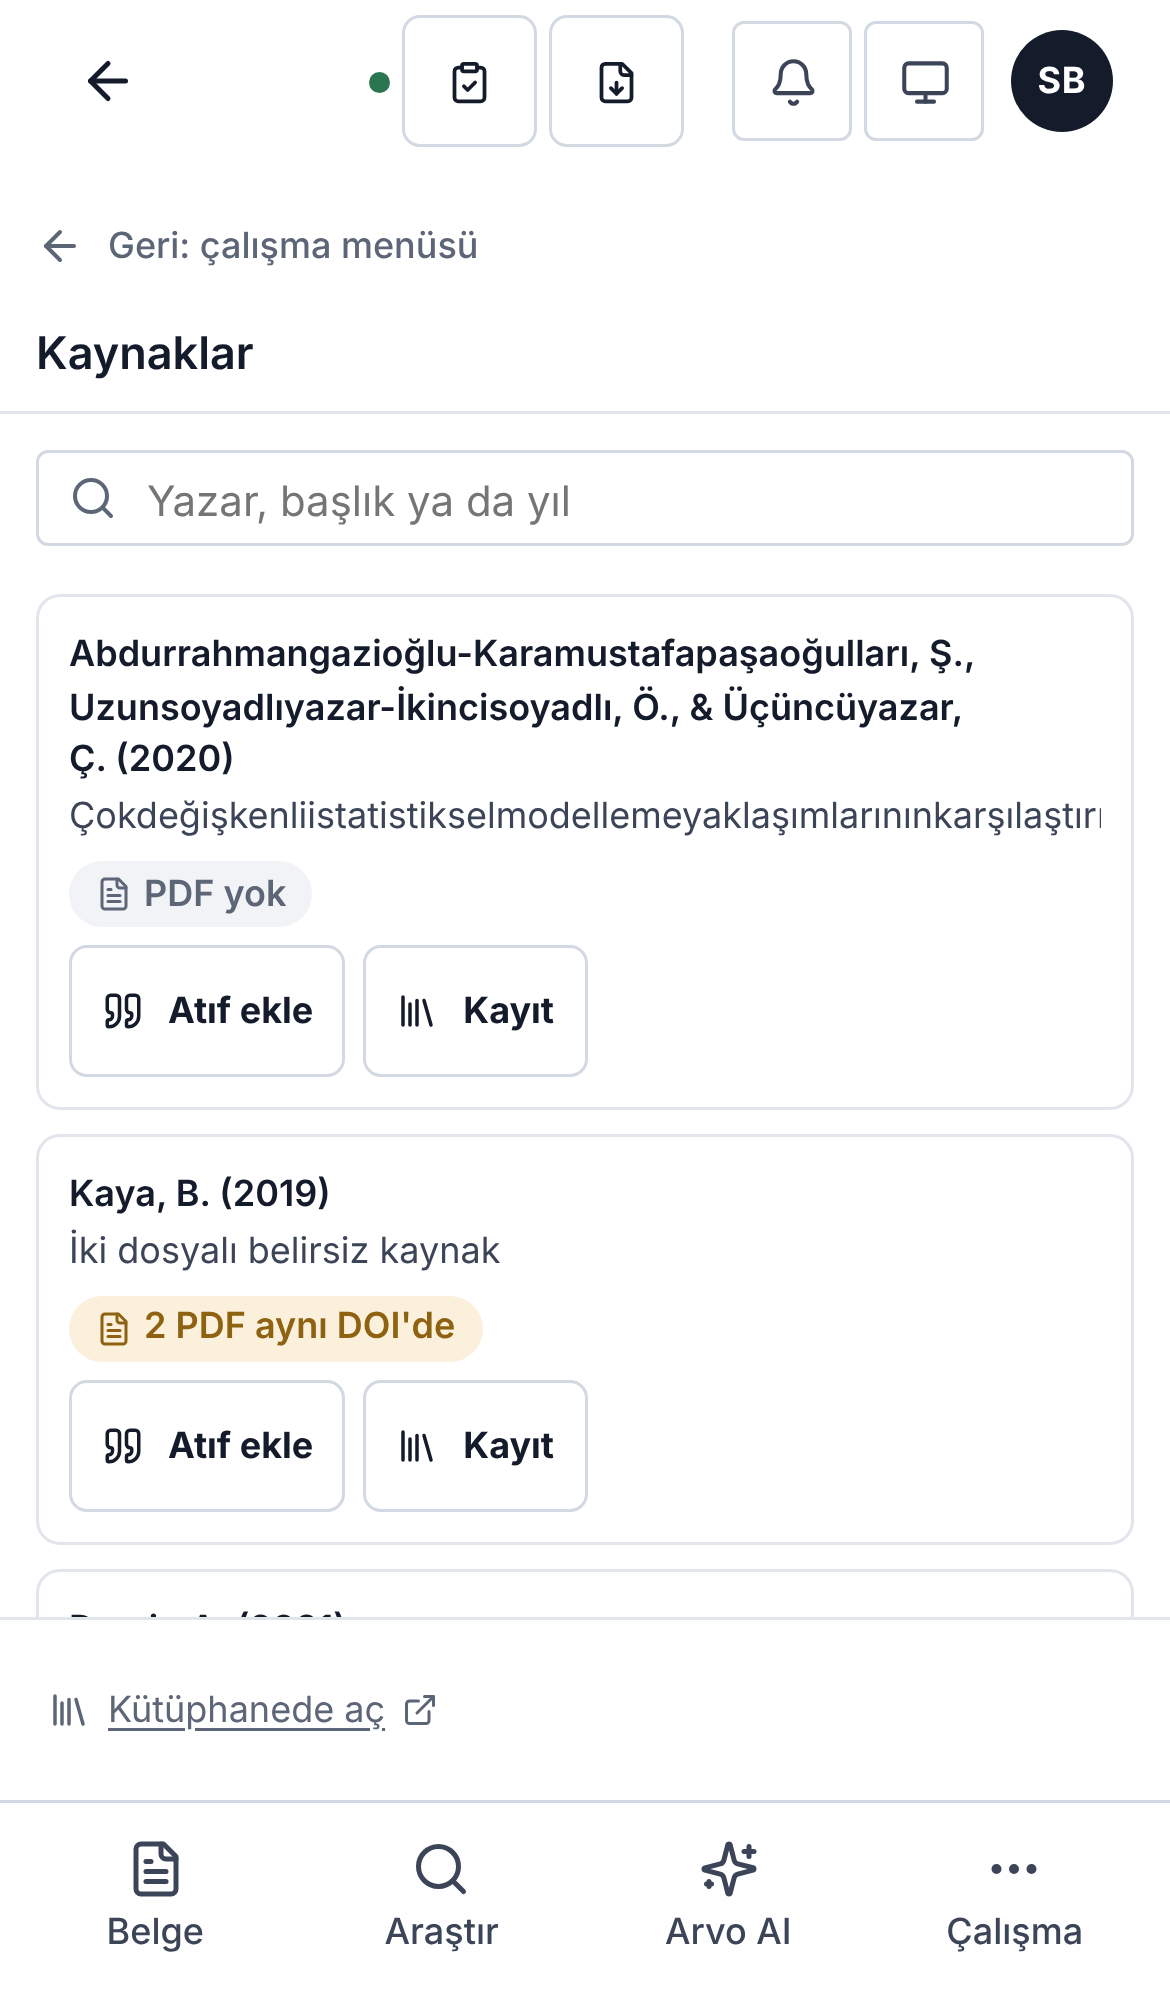 SB
Geri: çalışma menüsü
Kaynaklar
Yazar, başlık ya da yıl
Abdurrahmangazioğlu-Karamustafapaşaoğulları, Ş.,
Uzunsoyadlıyazar-İkincisoyadlı, Ö., & Üçüncüyazar,
Ç. (2020)
Çokdeğişkenliistatistikselmodellemeyaklaşımlarınınkarşılaştırı
PDF yok
Atıf ekle
Kayıt
Kaya, B. (2019)
İki dosyalı belirsiz kaynak
2 PDF aynı DOI'de
Atıf ekle
Kayıt
Kütüphanede aç
Belge
Araştır
Arvo AI
Çalışma